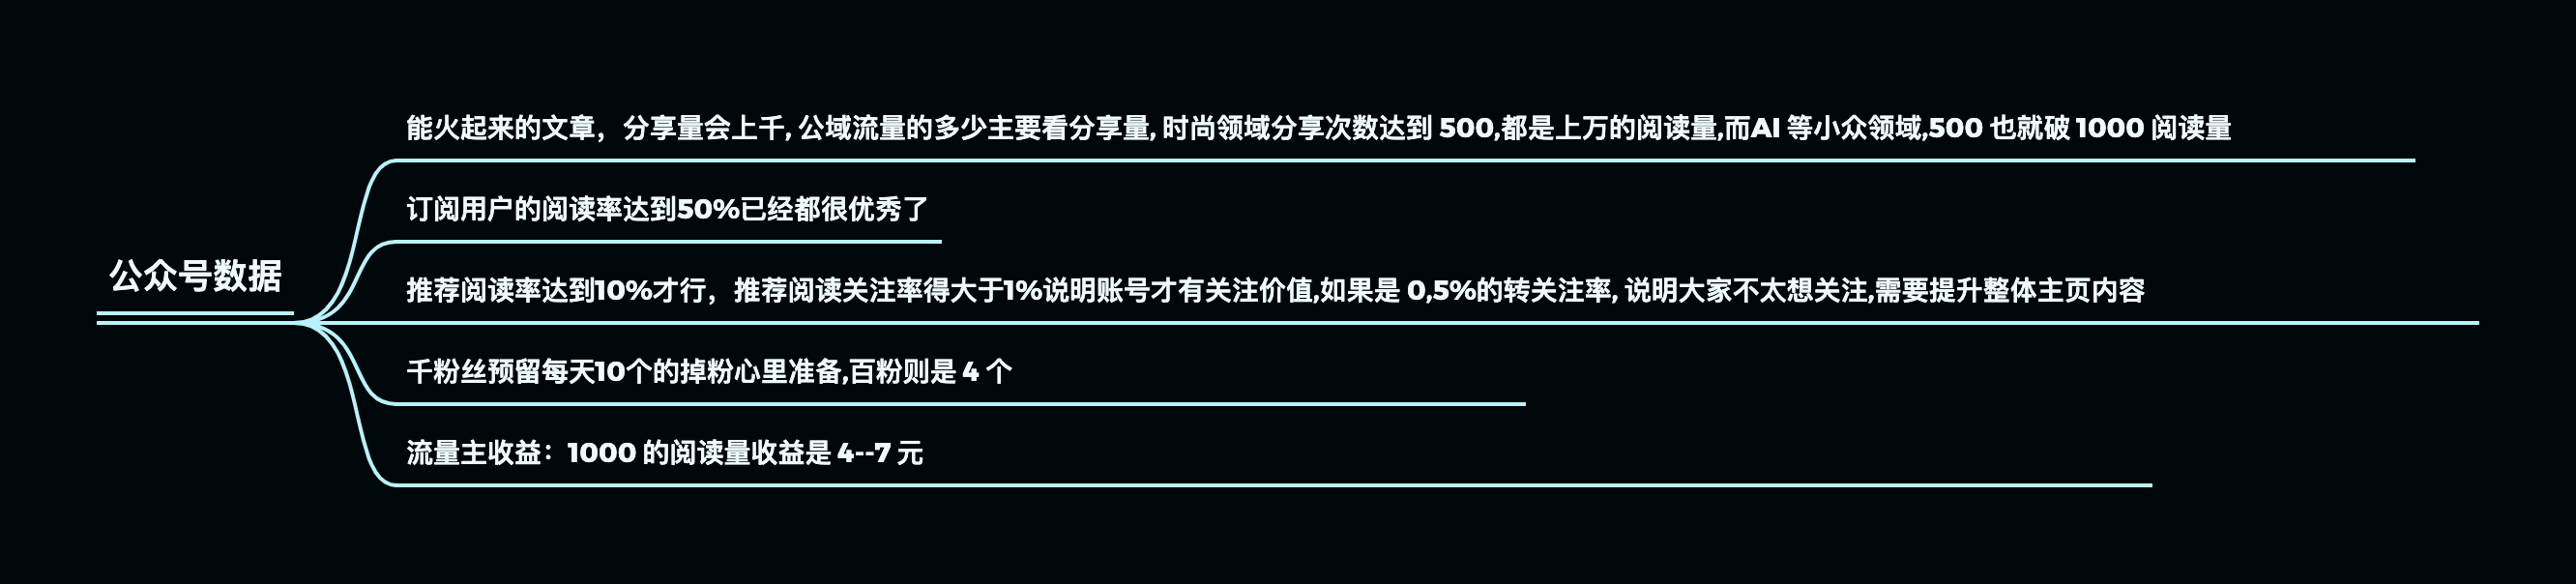 能火起来的文章，分享量会上千, 公域流量的多少主要看分享量, 时尚领域分享次数达到 500,都是上万的阅读量,而AI 等小众领域,500 也就破 1000 阅读量
订阅用户的阅读率达到50%已经都很优秀了
公众号数据
推荐阅读率达到10%才行，推荐阅读关注率得大于1%说明账号才有关注价值,如果是 0,5%的转关注率, 说明大家不太想关注,需要提升整体主页内容
千粉丝预留每天10个的掉粉心里准备,百粉则是 4 个
流量主收益：1000 的阅读量收益是 4--7 元